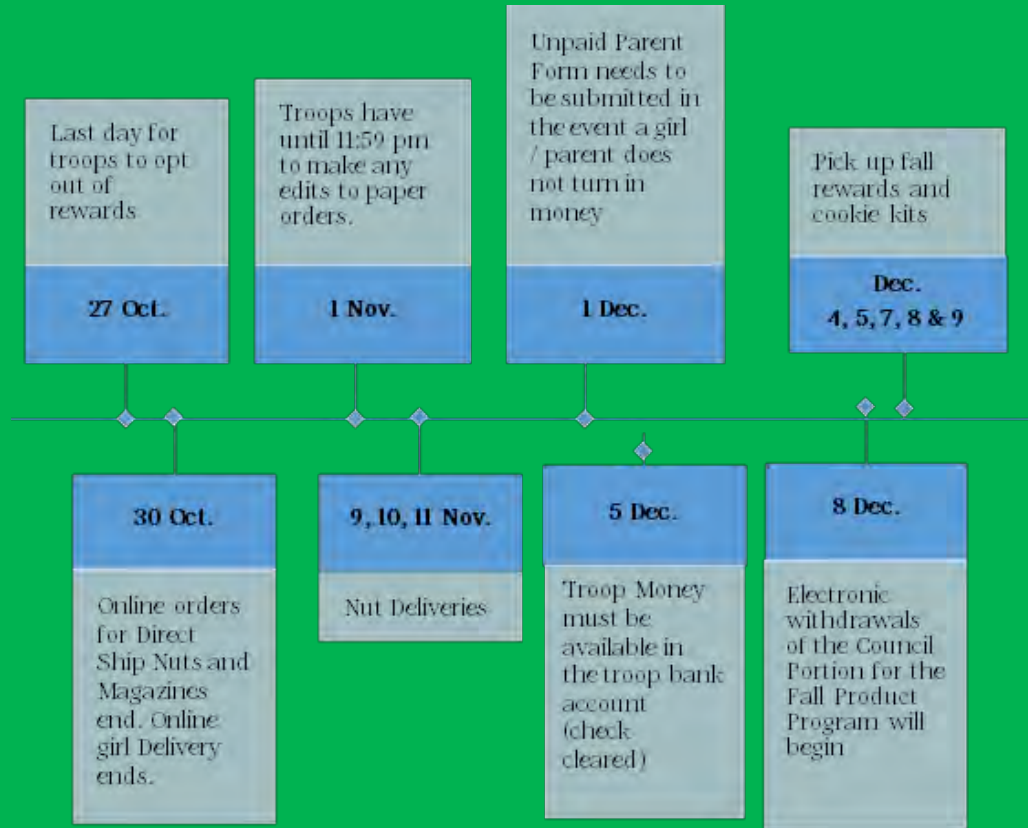 Last day for
troops to opt
out of
rewards
27 Oct.
Troops have
until 11:59 pm
to make any
edits to paper
orders.
1 Nov.
Unpaid Parent
Form needs to
be submitted in
the event a girl
/ parent does
not turn in
money
1 Dec.
Pick up fall
rewards and
cookie kits
Dec.
4, 5, 7, 8 & 9
30 Oct.
Online orders
for Direct
Ship Nuts and
Magazines
end. Online
girl Delivery
ends.
9, 10, 11 Nov.
Nut Deliveries
5 Dec.
Troop Money
must be
available in
the troop bank
account
(check
cleared)
8 Dec.
Electronic
withdrawals
of the Council
Portion for the
Fall Product
Program will
begin